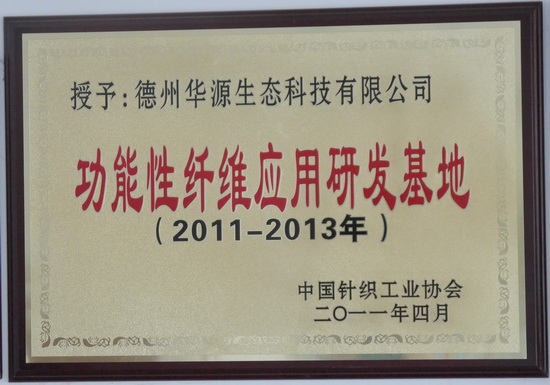 授予：德州华源生态科技有限公司
功能性纤维应用研发基地
（2011-2013年）
中国针织工业协会
二〇一一年四月